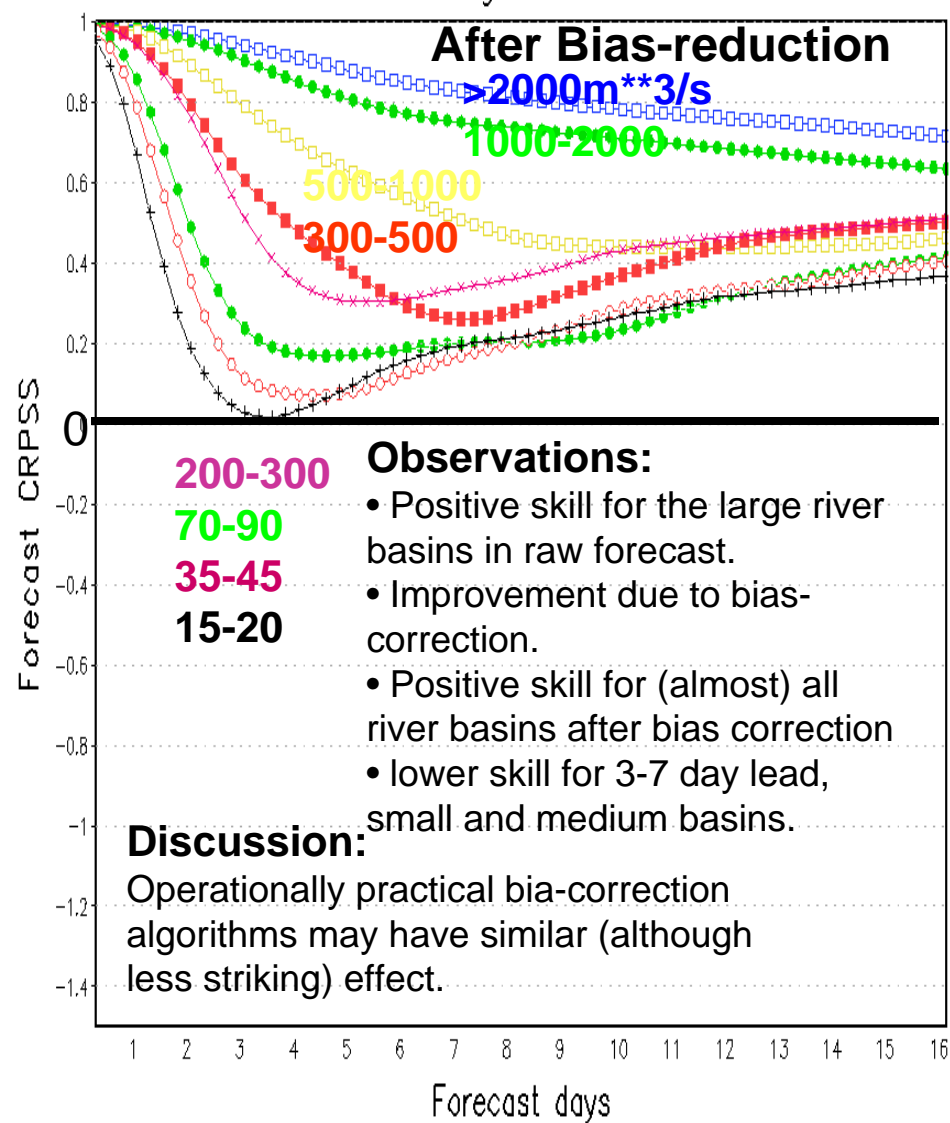 After Bias-reduction
>2000m**3/s
1000-2000
500-1000
300-500
1
0.8
0.6
0.4
0.2
0
-0.2
-0.4
-0.6
-0.8
-1
-1.2
-1.4
Forecast CRPSS
200-300
70-90
35-45
15-20
Observations:
• Positive skill for the large river
basins in raw forecast.
• Improvement due to bias-
correction.
• Positive skill for (almost) all
river basins after bias correction
• lower skill for 3-7 day lead,
small and medium basins.
Discussion:
Operationally practical bia-correction
algorithms may have similar (although
less striking) effect.
1 2 3 4 5 6 7 8 9 10 11 12 13 14 15 16
Forecast days